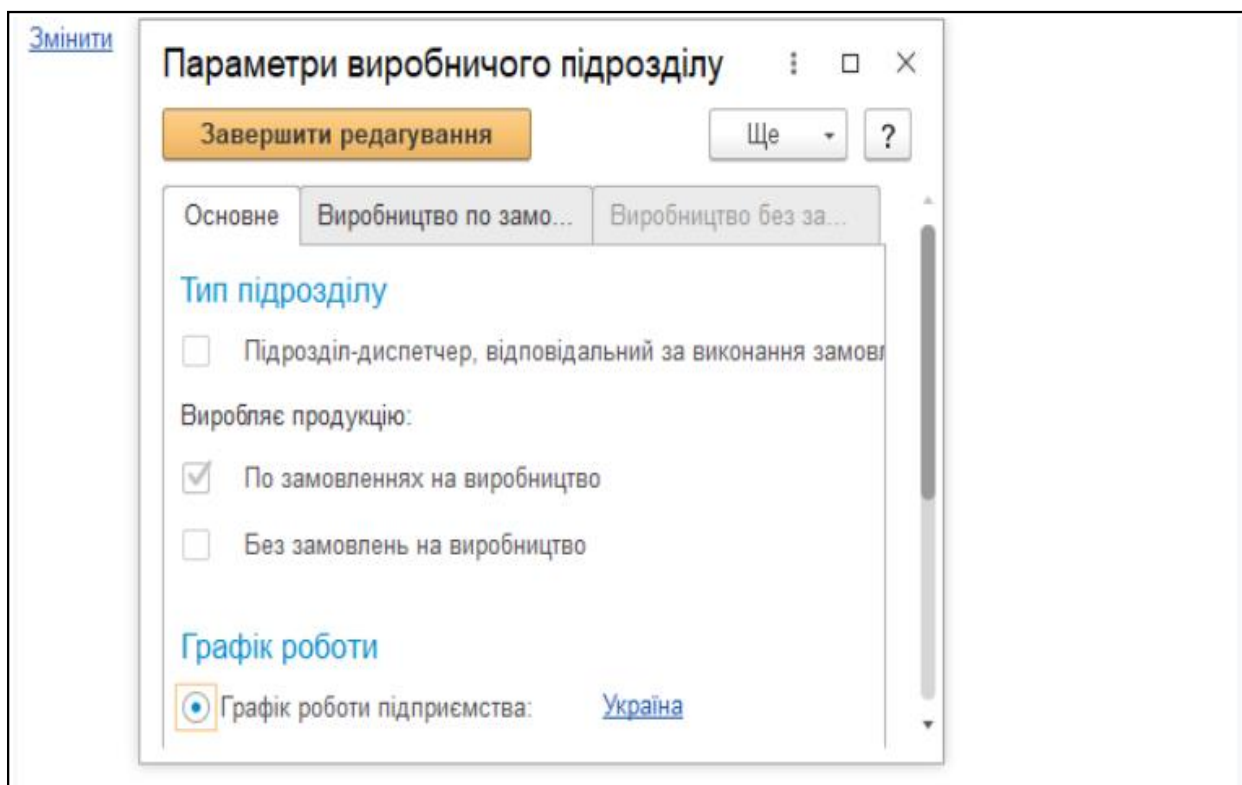 Змінити
Параметри виробничого підрозділу
Завершити редагування
Ще
?
Основне
Виробництво по замо...
Виробництво без за...
Тип підрозділу
Підрозділ-диспетчер, відповідальний за виконання замовл
Виробляє продукцію:
По замовленнях на виробництво
Без замовлень на виробництво
Графік роботи
Графік роботи підприємства: Україна